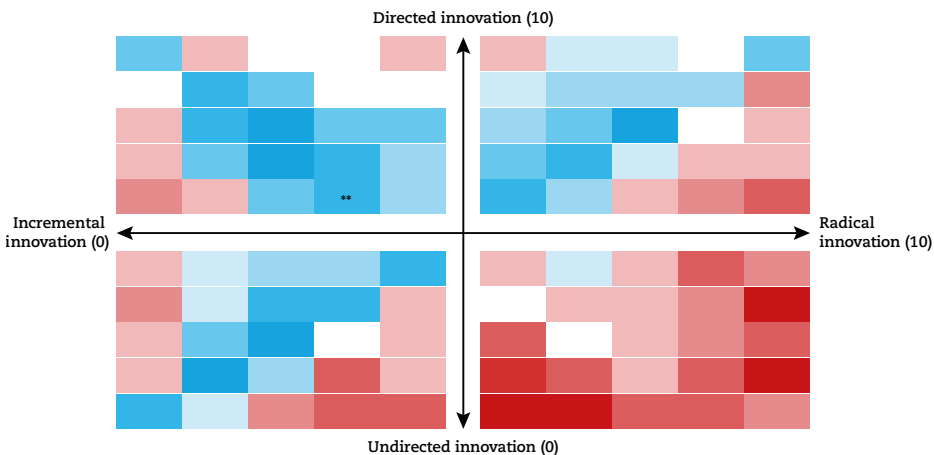 Directed innovation (10)
**
Incremental
innovation (0)
Radical
innovation (10)
Undirected innovation (0)